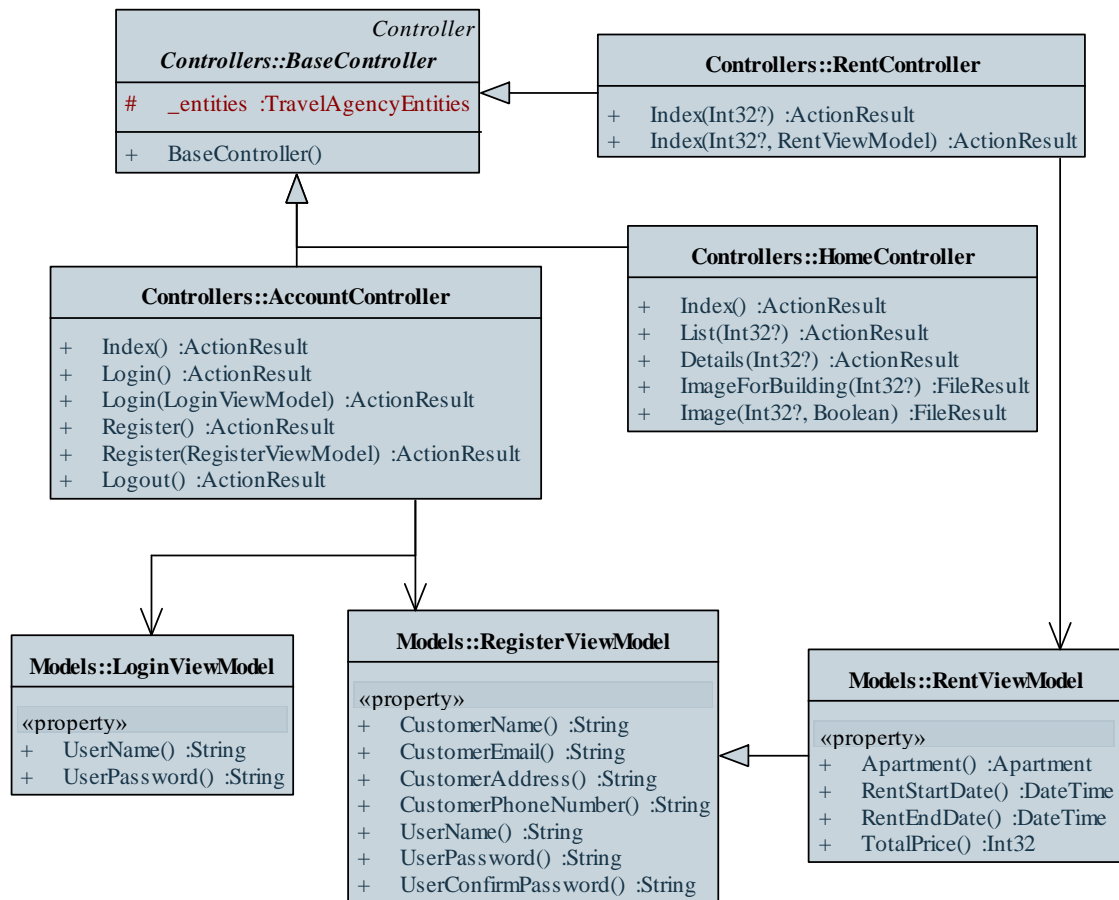 Controller
Controllers::BaseController
# _entities :TravelAgencyEntities
+ BaseController()
Controllers::RentController
+ Index(Int32?) :ActionResult
+ Index(Int32?, RentViewModel) :ActionResult
Controllers::HomeController
+ Index() :ActionResult
+ List(Int32?) :ActionResult
+ Details(Int32?) :ActionResult
+ ImageForBuilding(Int32?) :FileResult
+ Image(Int32?, Boolean) :FileResult
Controllers::AccountController
+ Index() :ActionResult
+ Login() :ActionResult
+ Login(LoginViewModel) :ActionResult
+ Register() :ActionResult
+ Register(RegisterViewModel) :ActionResult
+ Logout() :ActionResult
Models::LoginViewModel
«property»
+ UserName() :String
+ UserPassword() :String
Models::RegisterViewModel
«property»
+ CustomerName() :String
+ CustomerEmail() :String
+ CustomerAddress() :String
+ CustomerPhoneNumber() :String
+ UserName() :String
+ UserPassword() :String
+ UserConfirmPassword() :String
Models::RentViewModel
«property»
+ Apartment() :Apartment
+ RentStartDate() :DateTime
+ RentEndDate() :DateTime
+ TotalPrice() :Int32